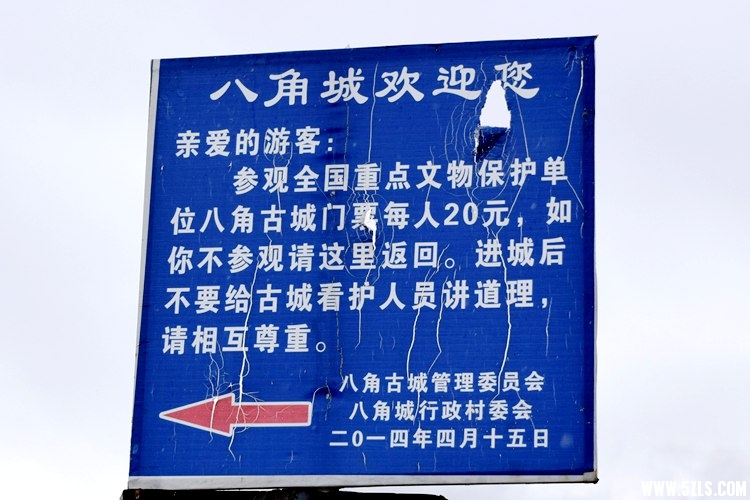 八角城欢迎您
亲爱的游客：
参观全国重点文物保护单
位八角古城门票每人20元，如
你不参观请这里返回。进城后
不要给古城看护人员讲道理，
请相互尊重。
八角古城管理委员会
八角城行政村委会
二0一四年四月十五日
WWW.5ZLS.COM